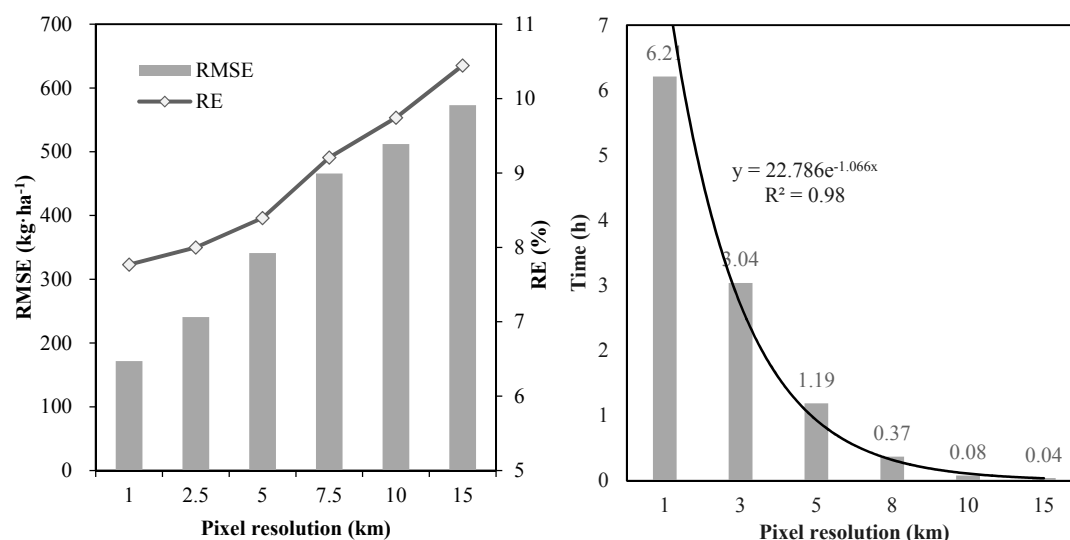 700
600
500
400
300
200
100
0
RMSE (kg·ha⁻¹)
RMSE
RE
11
10
9
8
7
6
5
RE (%)
1 2.5 5 7.5 10 15
Pixel resolution (km)
7
6
5
4
3
2
1
0
Time (h)
6.21
3.04
1.19
0.37
0.08
0.04
y = 22.786e⁻¹·⁰⁶⁶ˣ
R² = 0.98
1 3 5 8 10 15
Pixel resolution (km)